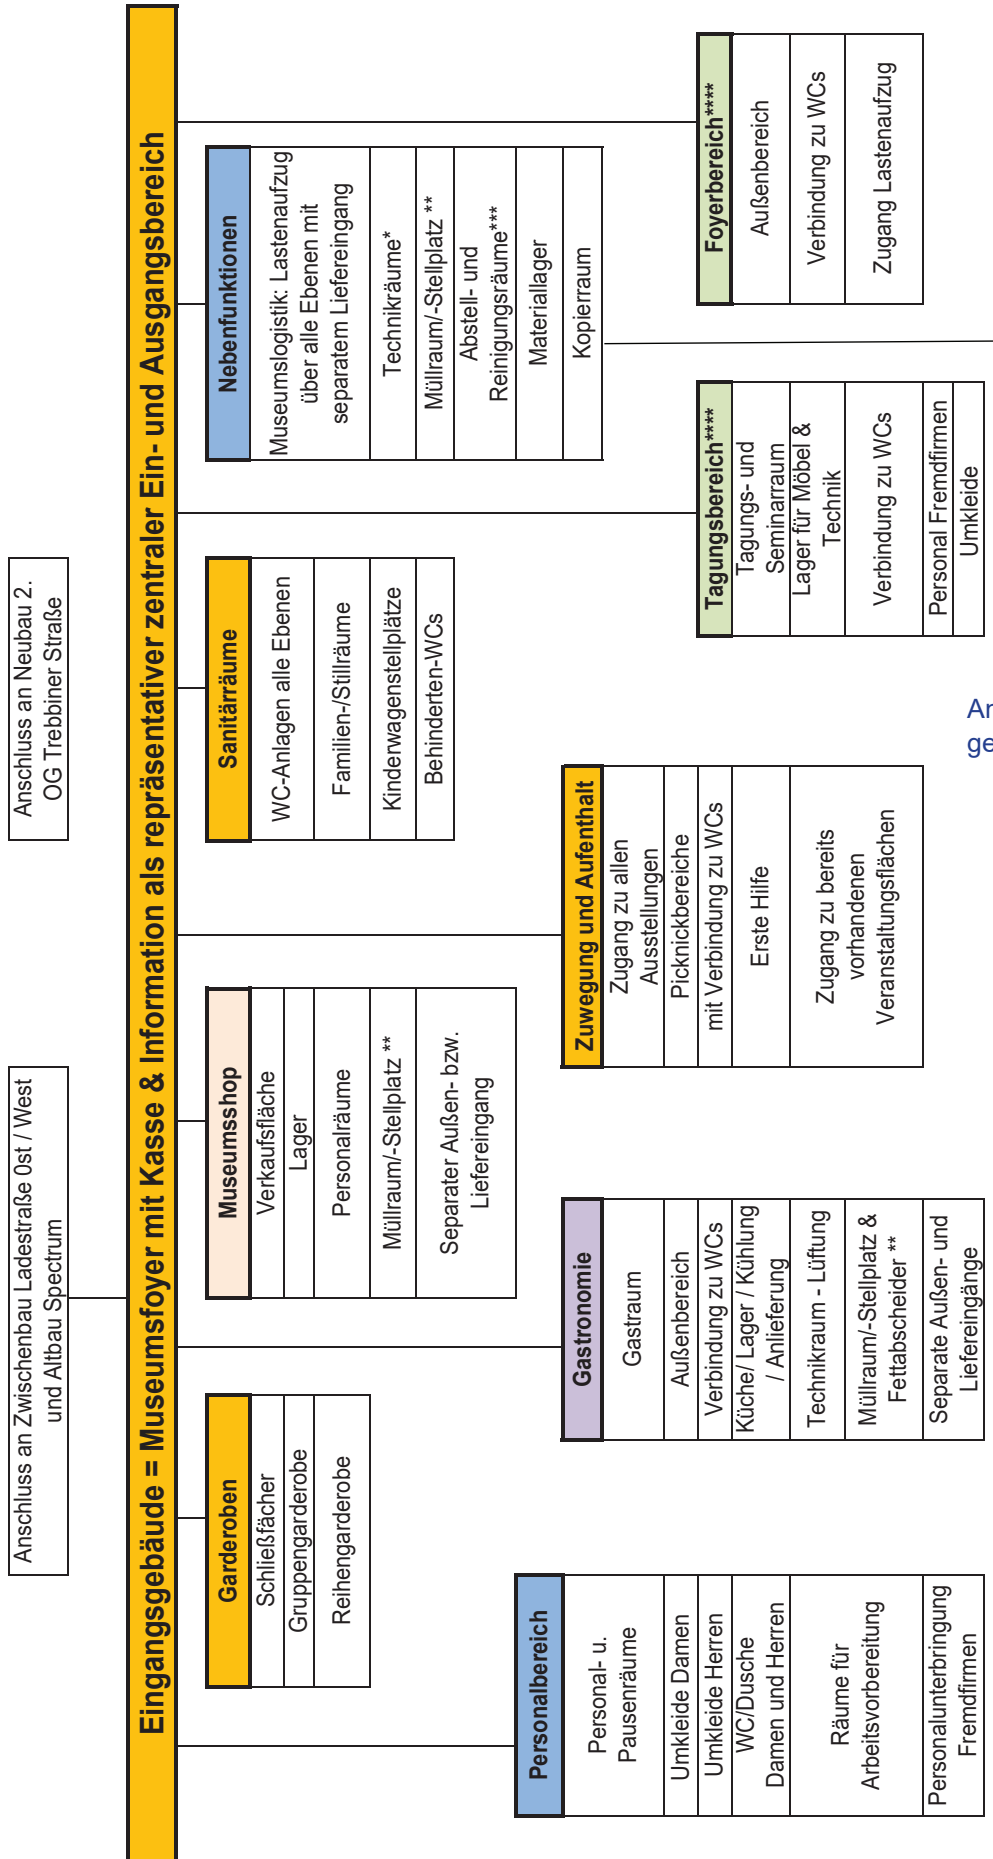 Anschluss an Zwischenbau Ladestraße 0st / West
und Altbau Spectrum
Anschluss an Neubau 2.
OG Trebbiner Straße
Eingangsgebäude = Museumsfoyer mit Kasse & Information als repräsentativer zentraler Ein- und Ausgangsbereich
Garderoben
Schließfächer
Gruppengarderobe
Reihengarderobe
Museumsshop
Verkaufsfläche
Lager
Personalräume
Müllraum/-Stellplatz **
Separater Außen- bzw.
Liefereingang
Sanitärräume
WC-Anlagen alle Ebenen
Familien-/Stillräume
Kinderwagenstellplätze
Behinderten-WCs
Nebenfunktionen
Museumslogistik: Lastenaufzug
über alle Ebenen mit
separatem Liefereingang
Technikräume*
Müllraum/-Stellplatz **
Abstell- und
Reinigungsräume***
Materiallager
Kopierraum
Personalbereich
Personal- u.
Pausenräume
Umkleide Damen
Umkleide Herren
WC/Dusche
Damen und Herren
Räume für
Arbeitsvorbereitung
Personalunterbringung
Fremdfirmen
Gastronomie
Gastraum
Außenbereich
Verbindung zu WCs
Küche/ Lager / Kühlung
/ Anlieferung
Technikraum - Lüftung
Müllraum/-Stellplatz &
Fettabscheider **
Separate Außen- und
Liefereingänge
Zuwegung und Aufenthalt
Zugang zu allen
Ausstellungen
Picknickbereiche
mit Verbindung zu WCs
Erste Hilfe
Zugang zu bereits
vorhandenen
Veranstaltungsflächen
Tagungsbereich****
Tagungs- und
Seminarraum
Lager für Möbel &
Technik
Verbindung zu WCs
Personal Fremdfirmen
Umkleide
Foyerbereich****
Außenbereich
Verbindung zu WCs
Zugang Lastenaufzug